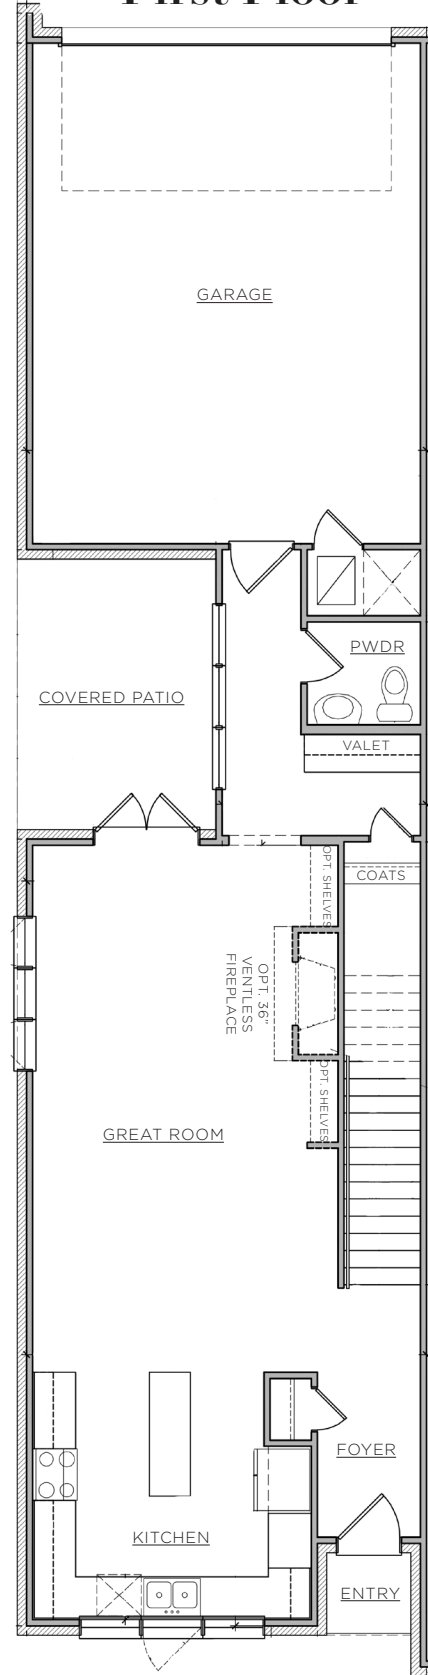 First Floor
GARAGE
PWDR
COVERED PATIO
VALET
COATS
OPT. SHELVES
OPT. 36"
VENTLESS
FIREPLACE
OPT. SHELVES
GREAT ROOM
FOYER
KITCHEN
ENTRY